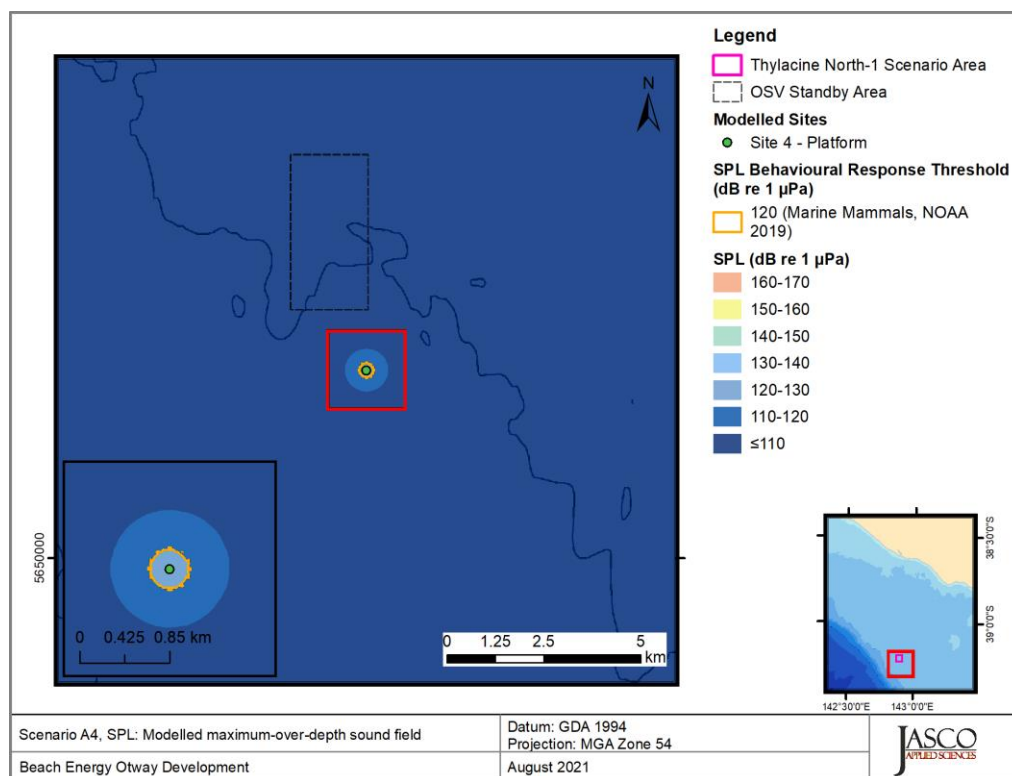 N
5650000
0 0.425 0.85 km
0 1.25 2.5 5
km
Legend
Thylacine North-1 Scenario Area
OSV Standby Area
Modelled Sites
Site 4 - Platform
SPL Behavioural Response Threshold
(dB re 1 µPa)
120 (Marine Mammals, NOAA
2019)
SPL (dB re 1 µPa)
160-170
150-160
140-150
130-140
120-130
110-120
≤110
38°30'0"S
39°0'0"S
142°30'0"E 143°0'0"E
Scenario A4, SPL: Modelled maximum-over-depth sound field
Datum: GDA 1994
Projection: MGA Zone 54
Beach Energy Otway Development
August 2021
JASCO
APPLIED SCIENCES